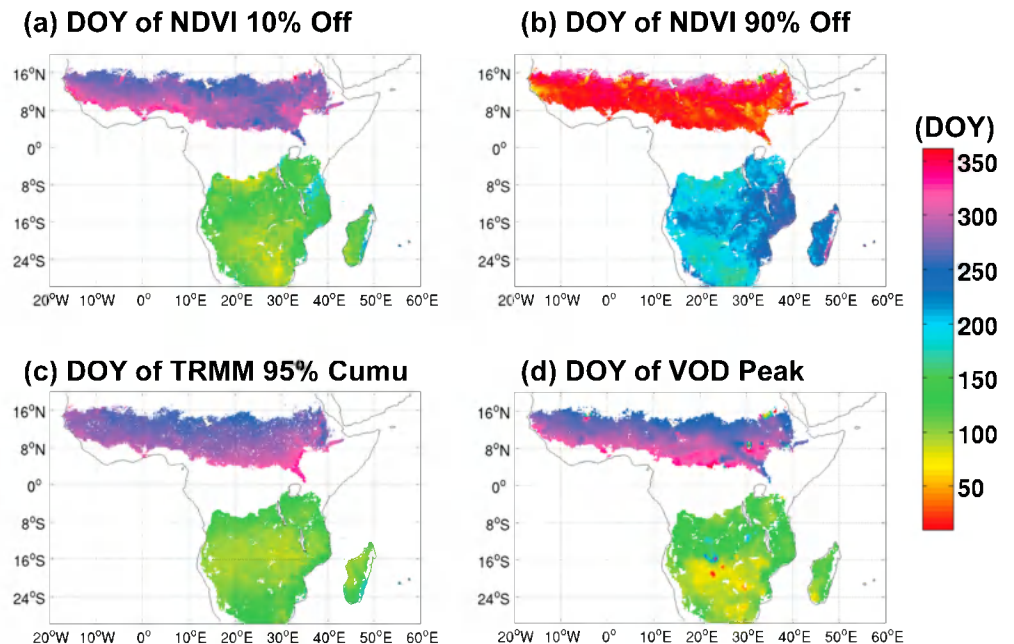 (a) DOY of NDVI 10% Off
(b) DOY of NDVI 90% Off
16°N
8°N
0°
8°S
16°S
24°S
20°W 10°W 0° 10°E 20°E 30°E 40°E 50°E 60°E
16°N
8°N
0°
8°S
16°S
24°S
20°W 10°W 0° 10°E 20°E 30°E 40°E 50°E 60°E
(DOY)
350
300
250
200
150
100
50
(c) DOY of TRMM 95% Cumu
(d) DOY of VOD Peak
16°N
8°N
0°
8°S
16°S
24°S
20°W 10°W 0° 10°E 20°E 30°E 40°E 50°E 60°E
16°N
8°N
0°
8°S
16°S
24°S
20°W 10°W 0° 10°E 20°E 30°E 40°E 50°E 60°E